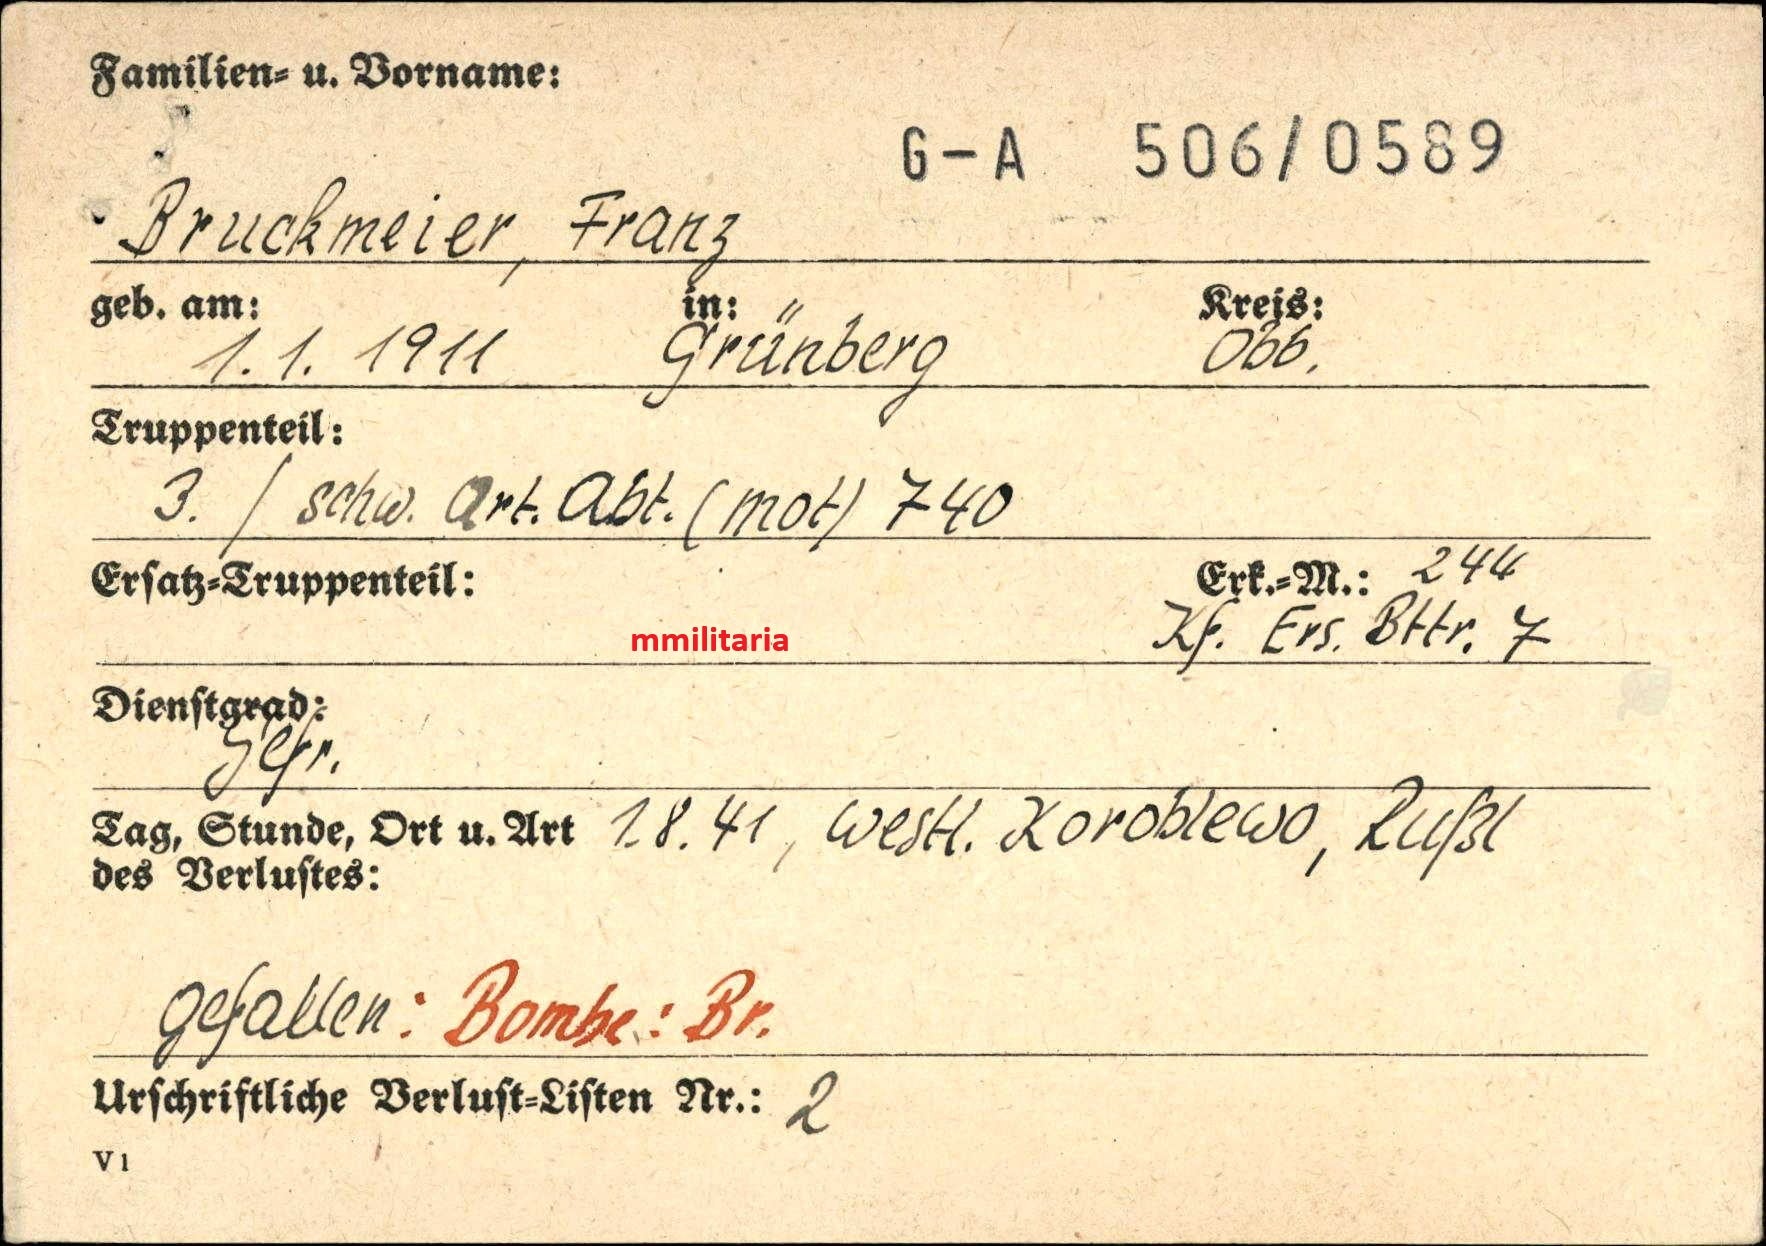 Familien- u. Vorname:
G-A 506/0589
Bruckmeier, Franz
geb. am: in: Kreis:
1.1.1911 Grünberg Obb.
Truppenteil:
3. / schw. Art. Abt. (mot) 740
Ersatz-Truppenteil: Erk.-M.: 244
Kf. Ers. Bttr. 7
mmilitaria
Dienstgrad:
Gefr.
Tag, Stunde, Ort u. Art 1.8.41, westl. Koroblewo, Rußl
des Verlustes:
gefallen: Bombe: Br.
Urschriftliche Verlust-Listen Nr.: 2
V 1